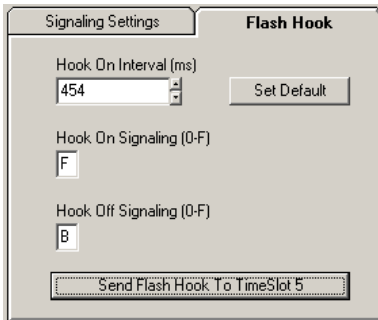 Signaling Settings Flash Hook
Hook On Interval (ms)
454 Set Default
Hook On Signaling (0-F)
F
Hook Off Signaling (0-F)
B
Send Flash Hook To TimeSlot 5